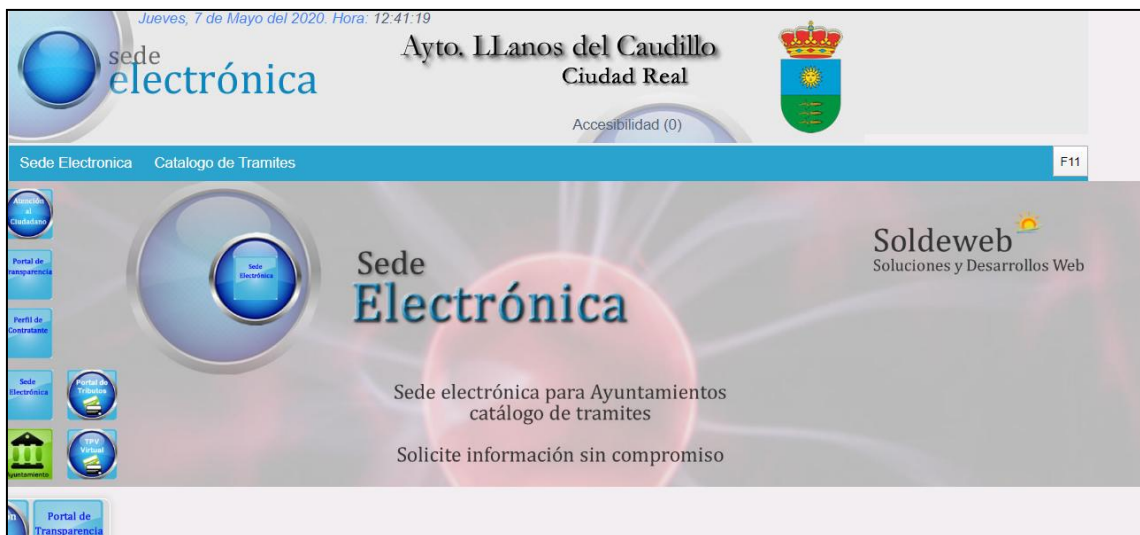 Jueves, 7 de Mayo del 2020. Hora: 12:41:19
sede
electrónica
Ayto. LLanos del Caudillo
Ciudad Real
Accesibilidad (0)
Sede Electronica Catalogo de Tramites F11
Atención
al
Ciudadano
Portal de
ransparencia
Perfil de
Contratante
Sede
Electrónica
Portal de
Tributos
Ayuntamiento
TPV
Virtual
Sede
Electrónica
Sede
Electrónica
Soldeweb
Soluciones y Desarrollos Web
Sede electrónica para Ayuntamientos
catálogo de tramites
Solicite información sin compromiso
Portal de
Transparencia